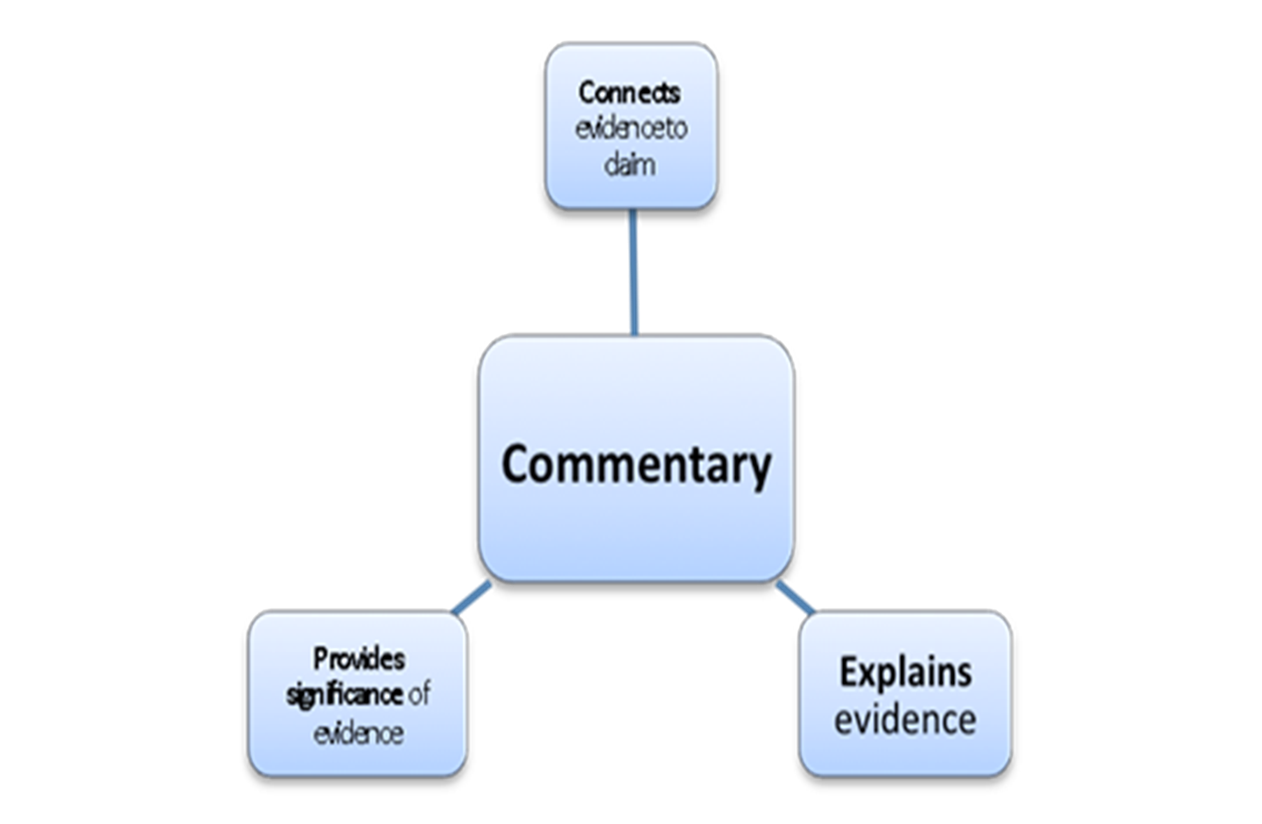 Connects
evidence to
claim
Commentary
Provides
significance of
evidence
Explains
evidence